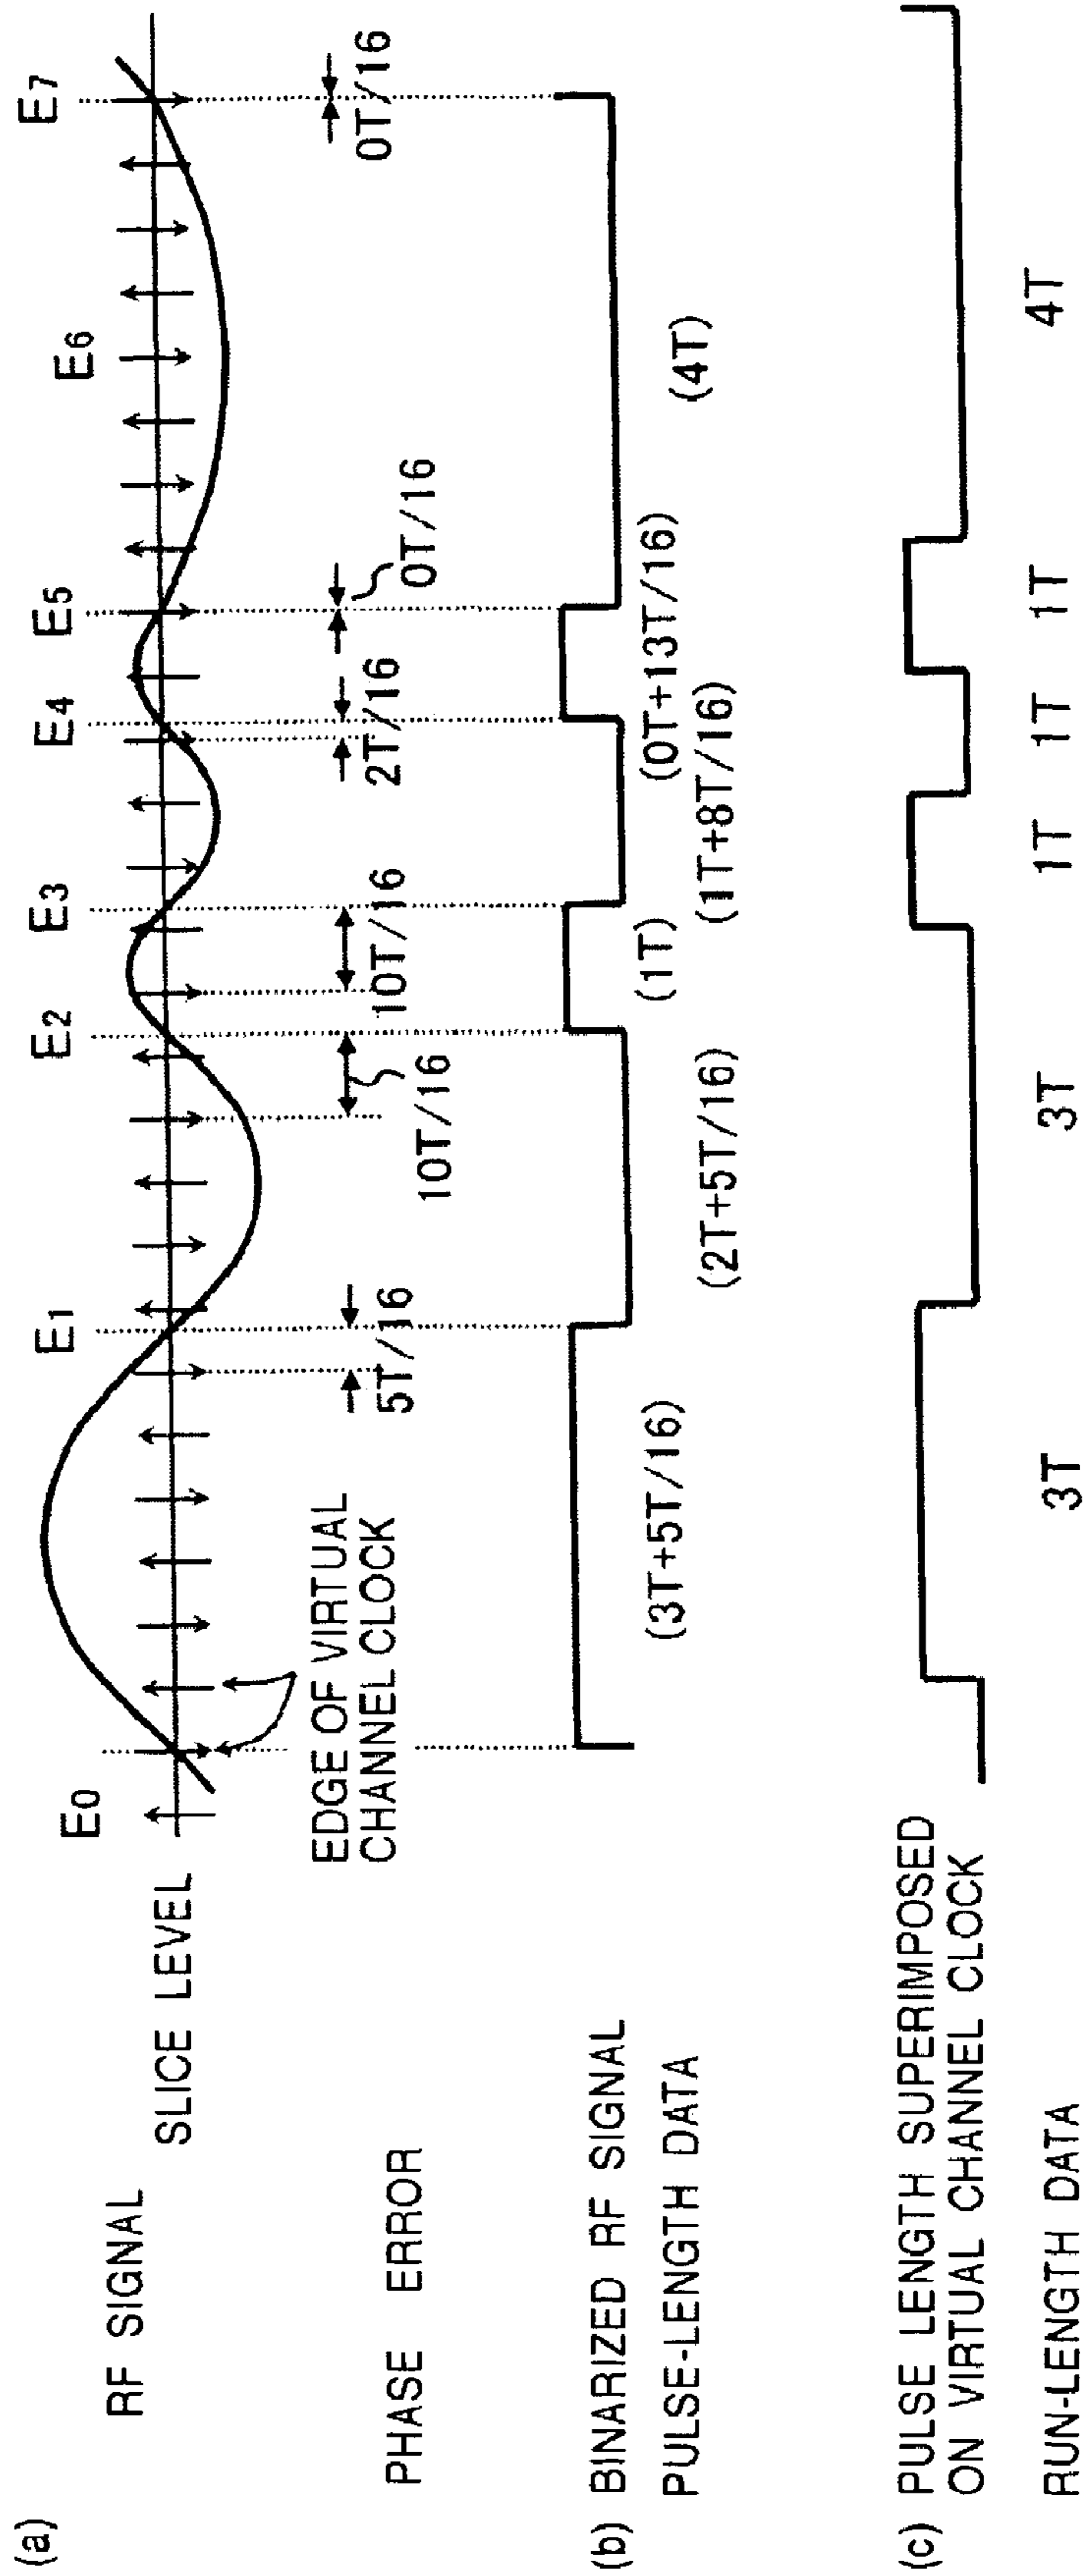 (a)
E0 E1 E2 E3 E4 E5 E6 E7
RF SIGNAL
SLICE LEVEL
EDGE OF VIRTUAL
CHANNEL CLOCK
PHASE ERROR
5T/16 10T/16 10T/16 2T/16 0T/16 0T/16
(b) BINARIZED RF SIGNAL
PULSE-LENGTH DATA
(3T+5T/16) (2T+5T/16) (1T) (1T+8T/16) (0T+13T/16) (4T)
(c) PULSE LENGTH SUPERIMPOSED
ON VIRTUAL CHANNEL CLOCK
RUN-LENGTH DATA
3T 3T 1T 1T 1T 4T